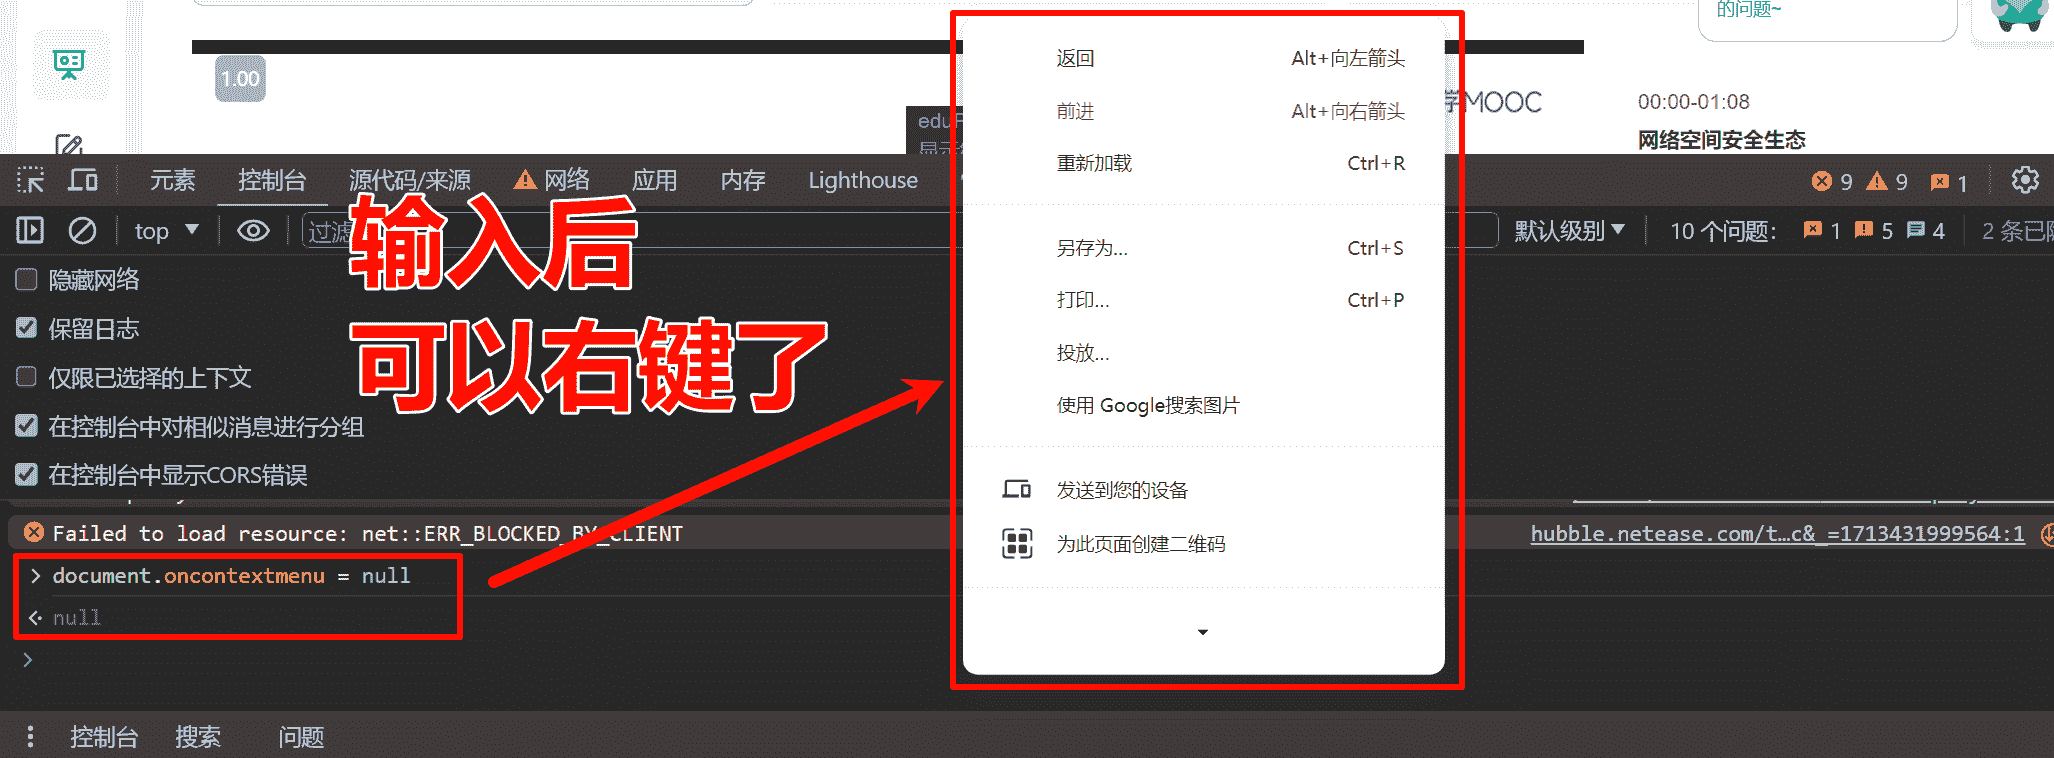 的问题~
1.00
eduP
显示
学MOOC
00:00-01:08
网络空间安全生态
返回 Alt+向左箭头
前进 Alt+向右箭头
重新加载 Ctrl+R
另存为... Ctrl+S
打印... Ctrl+P
投放...
使用 Google搜索图片
发送到您的设备
为此页面创建二维码
元素 控制台 源代码/来源 网络 应用 内存 Lighthouse
9 9 1
top 过滤 默认级别 10 个问题: 1 5 4 2 条已隐
输入后
可以右键了
隐藏网络
保留日志
仅限已选择的上下文
在控制台中对相似消息进行分组
在控制台中显示CORS错误
Failed to load resource: net::ERR_BLOCKED_BY_CLIENT hubble.netease.com/t…c&_=1713431999564:1
> document.oncontextmenu = null
null
>
控制台 搜索 问题